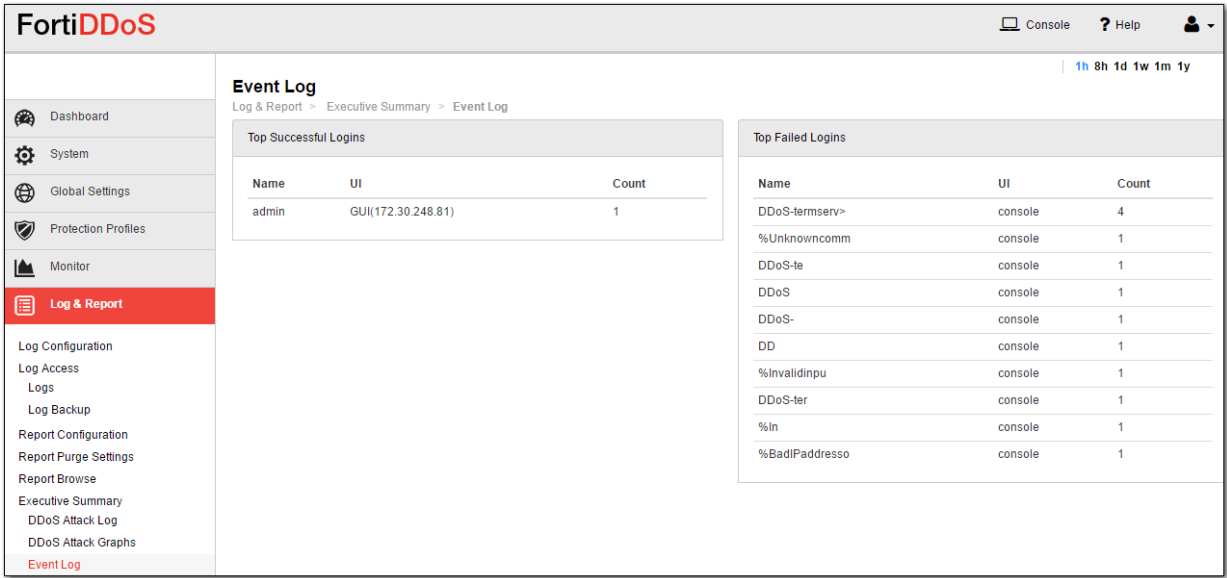 FortiDDoS
Console
? Help
1h 8h 1d 1w 1m 1y
Dashboard
System
Global Settings
Protection Profiles
Monitor
Log & Report
Log Configuration
Log Access
Logs
Log Backup
Report Configuration
Report Purge Settings
Report Browse
Executive Summary
DDoS Attack Log
DDoS Attack Graphs
Event Log
Event Log
Log & Report > Executive Summary > Event Log
Top Successful Logins
Name UI Count
admin GUI(172.30.248.81) 1
Top Failed Logins
Name UI Count
DDoS-termserv> console 4
%Unknowncomm console 1
DDoS-te console 1
DDoS console 1
DDoS- console 1
DD console 1
%Invalidinpu console 1
DDoS-ter console 1
%In console 1
%BadIPaddresso console 1